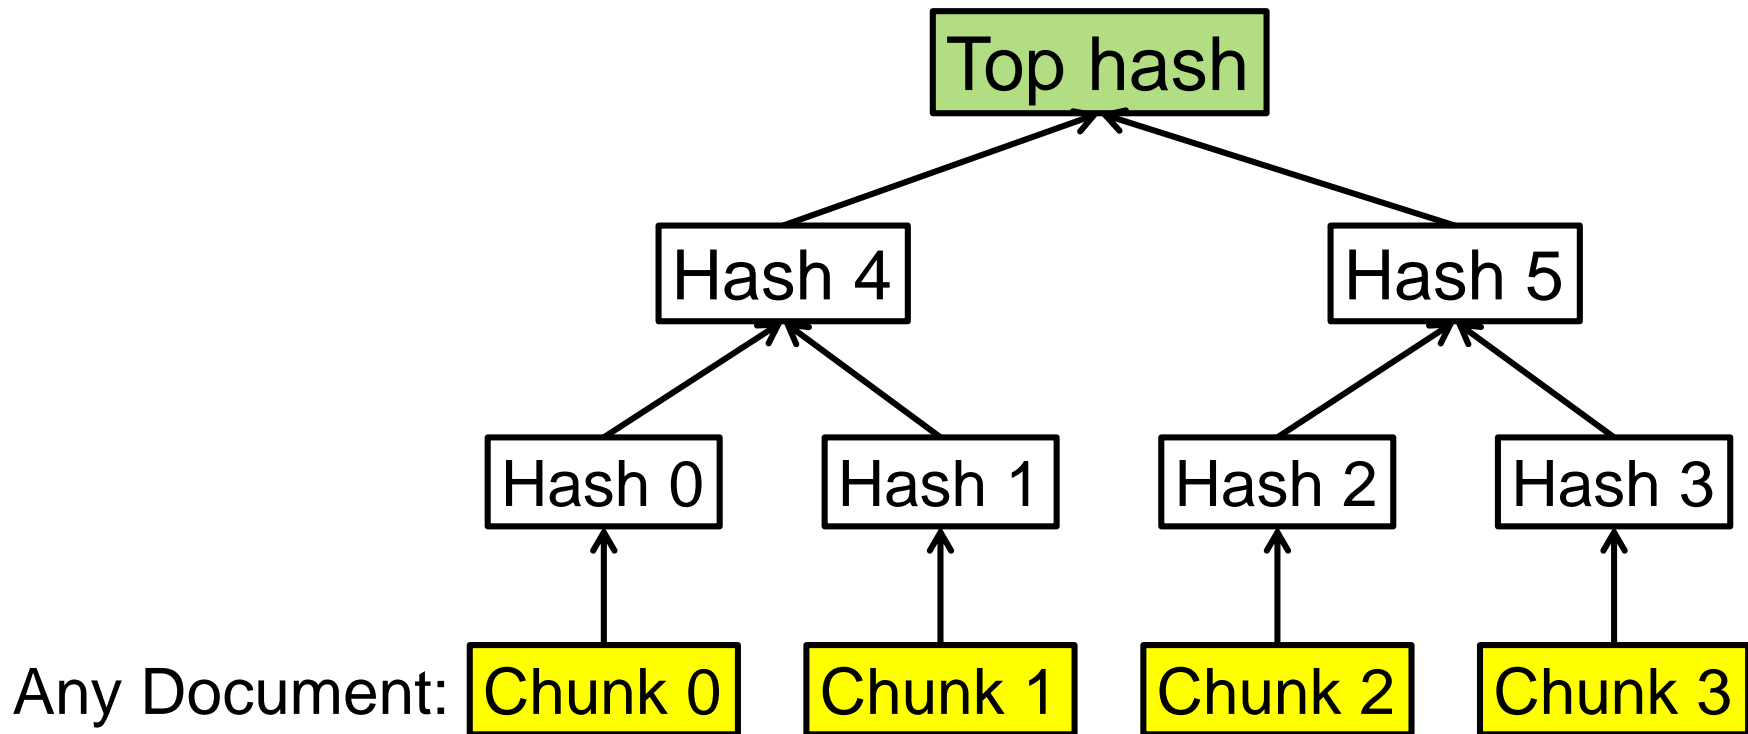 Top hash
Hash 4 Hash 5
Hash 0 Hash 1 Hash 2 Hash 3
Any Document: Chunk 0 Chunk 1 Chunk 2 Chunk 3